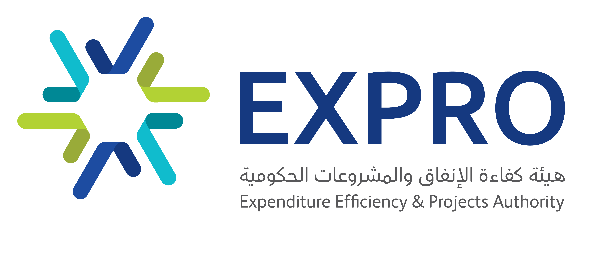 EXPRO
هيئة كفاءة الإنفاق والمشروعات الحكومية
Expenditure Efficiency & Projects Authority